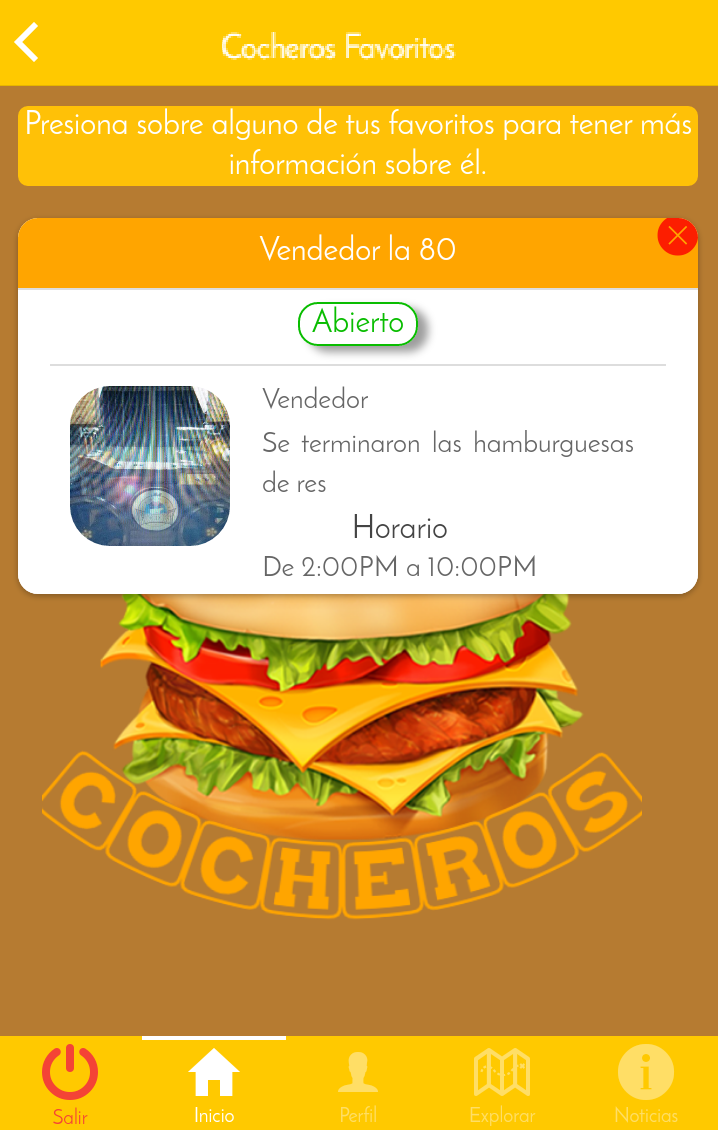 Cocheros Favoritos
Presiona sobre alguno de tus favoritos para tener más
información sobre él.
Vendedor la 80
Abierto
Vendedor
Se terminaron las hamburguesas
de res
Horario
De 2:00PM a 10:00PM
COCHEROS
Salir
Inicio
Perfil
Explorar
Noticias